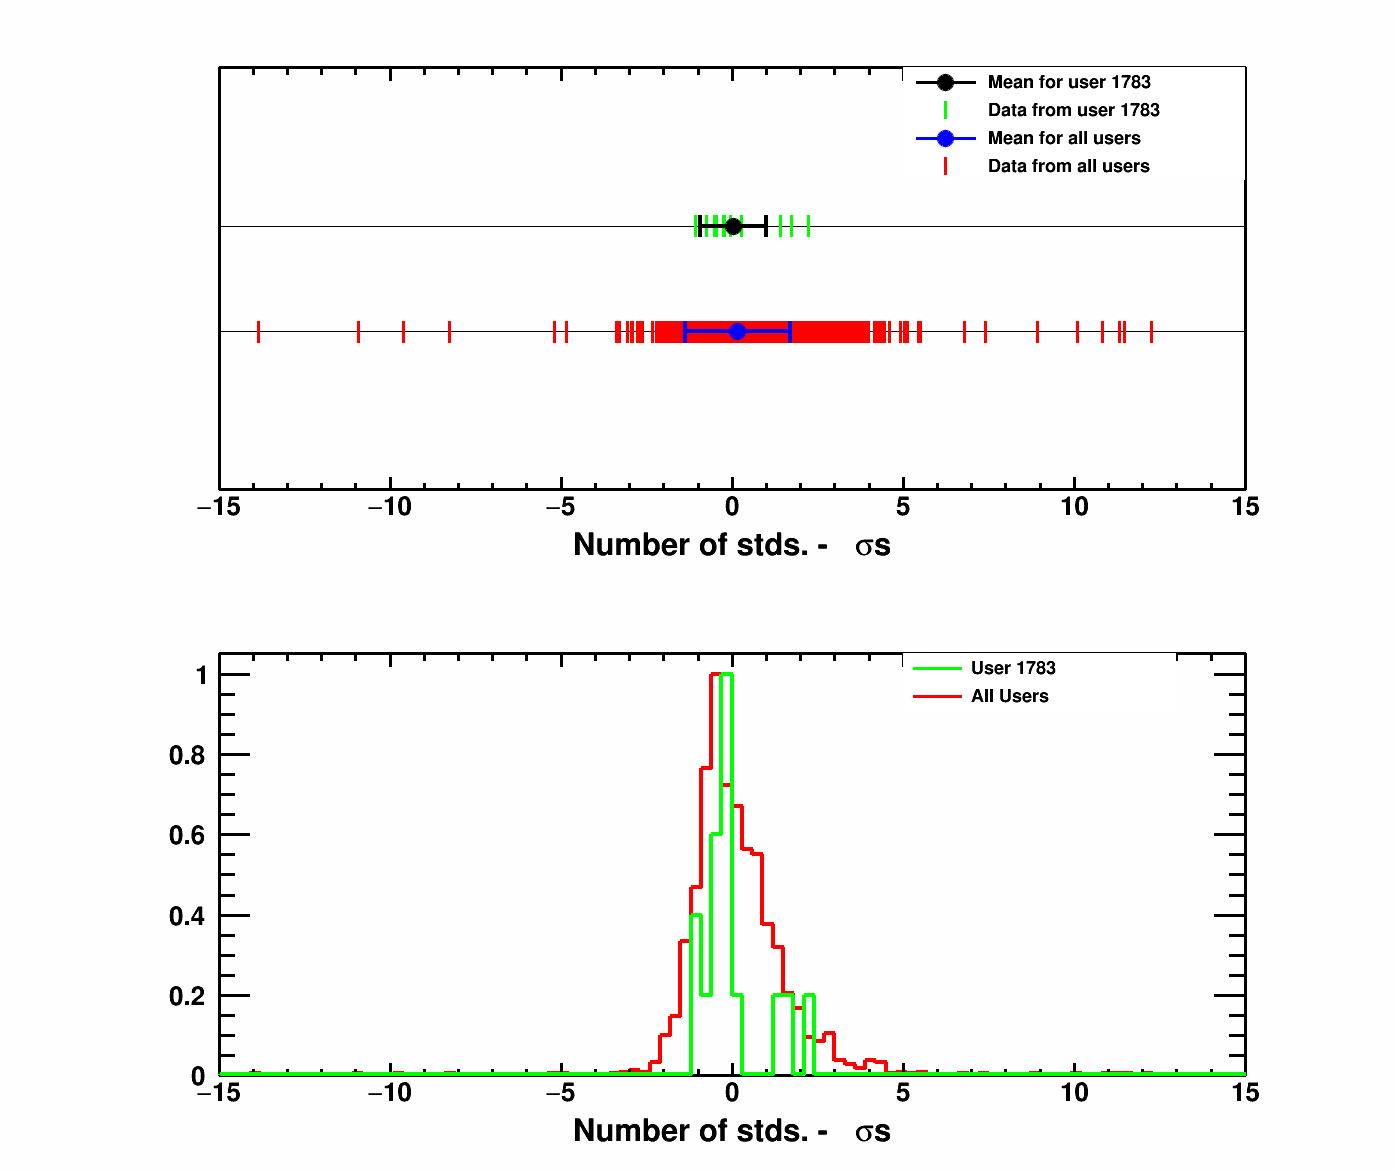 Mean for user 1783
Data from user 1783
Mean for all users
Data from all users
−15 −10 −5 0 5 10 15
Number of stds. - σs
User 1783
All Users
1
0.8
0.6
0.4
0.2
0
−15 −10 −5 0 5 10 15
Number of stds. - σs